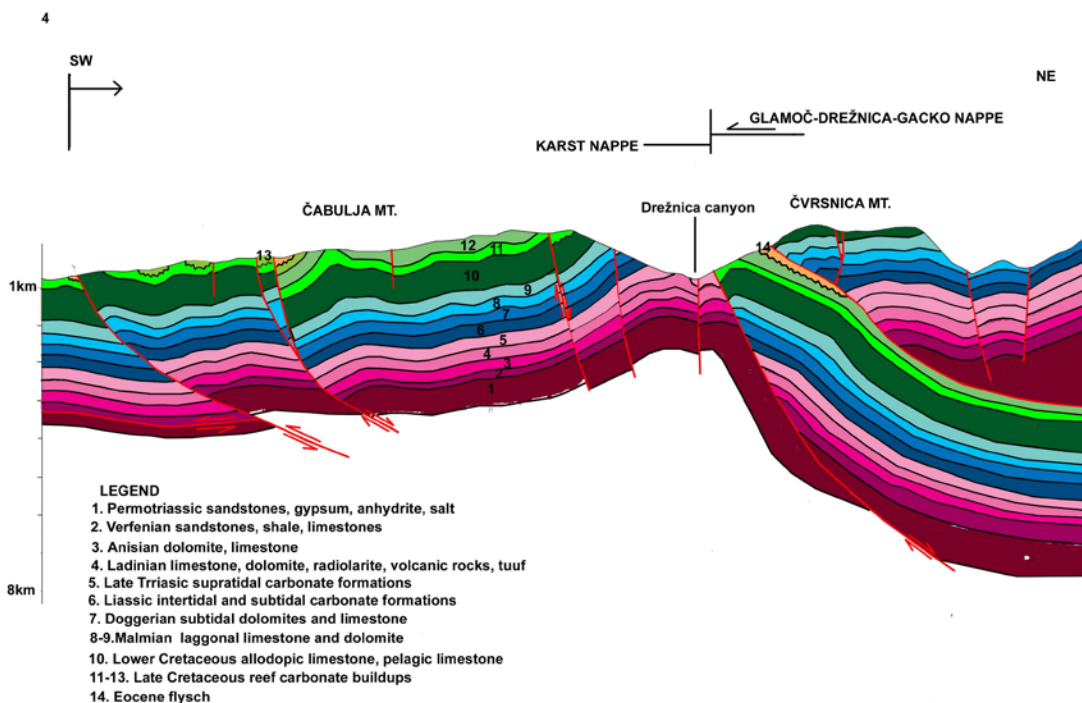 4
SW
NE
GLAMOČ-DREŽNICA-GACKO NAPPE
KARST NAPPE
ČABULJA MT.
Drežnica canyon
ČVRSNICA MT.
13
12
11
14
10
1km
9
8
7
6
5
4
3
2
1
LEGEND
1. Permotriassic sandstones, gypsum, anhydrite, salt
2. Verfenian sandstones, shale, limestones
3. Anisian dolomite, limestone
4. Ladinian limestone, dolomite, radiolarite, volcanic rocks, tuuf
5. Late Trriasic supratidal carbonate formations
6. Liassic intertidal and subtidal carbonate formations
8km
7. Doggerian subtidal dolomites and limestone
8-9.Malmian laggonal limestone and dolomite
10. Lower Cretaceous allodopic limestone, pelagic limestone
11-13. Late Cretaceous reef carbonate buildups
14. Eocene flysch